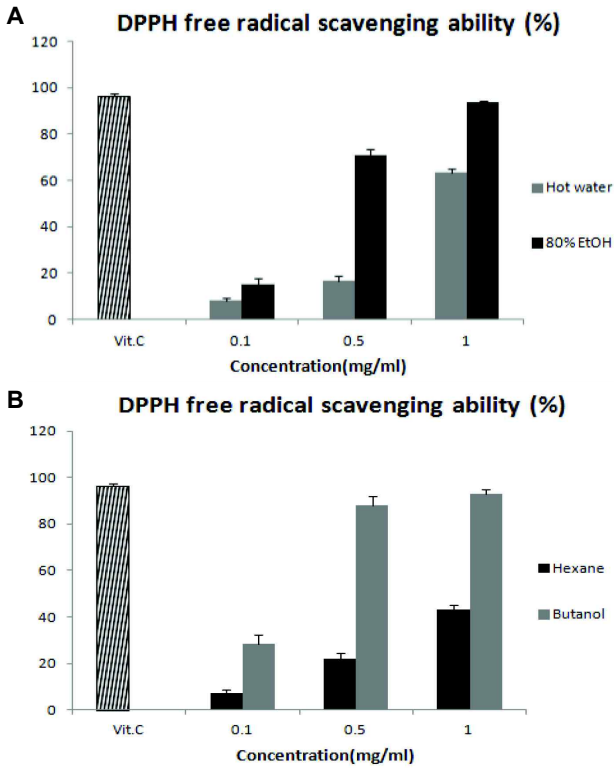 A
DPPH free radical scavenging ability (%)
120
100
80
60
40
20
0
Vit.C 0.1 0.5 1
Concentration(mg/ml)
Hot water
80% EtOH
B
DPPH free radical scavenging ability (%)
120
100
80
60
40
20
0
Vit.C 0.1 0.5 1
Concentration(mg/ml)
Hexane
Butanol